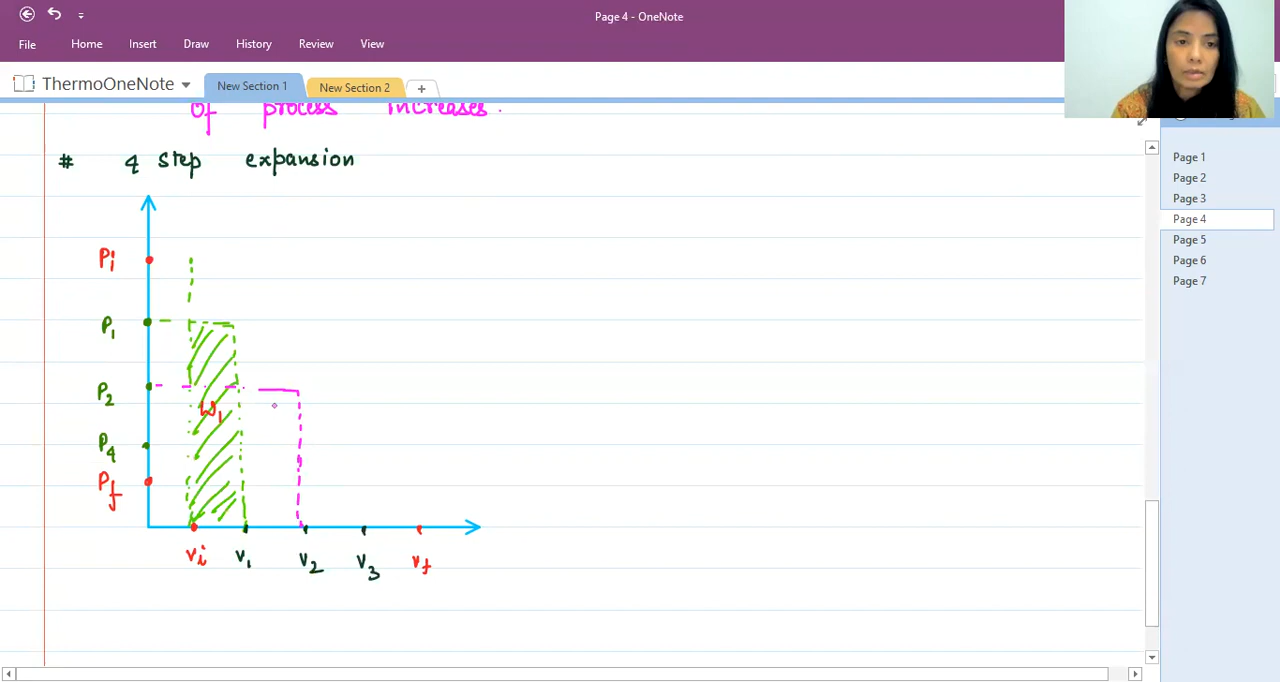 Page 4 - OneNote
File Home Insert Draw History Review View
ThermoOneNote New Section 1 New Section 2 +
of process increases.
# 4 step expansion
Pi
P1
P2
P4
Pf
W1
Vi V1 V2 V3 Vf
Page 1
Page 2
Page 3
Page 4
Page 5
Page 6
Page 7